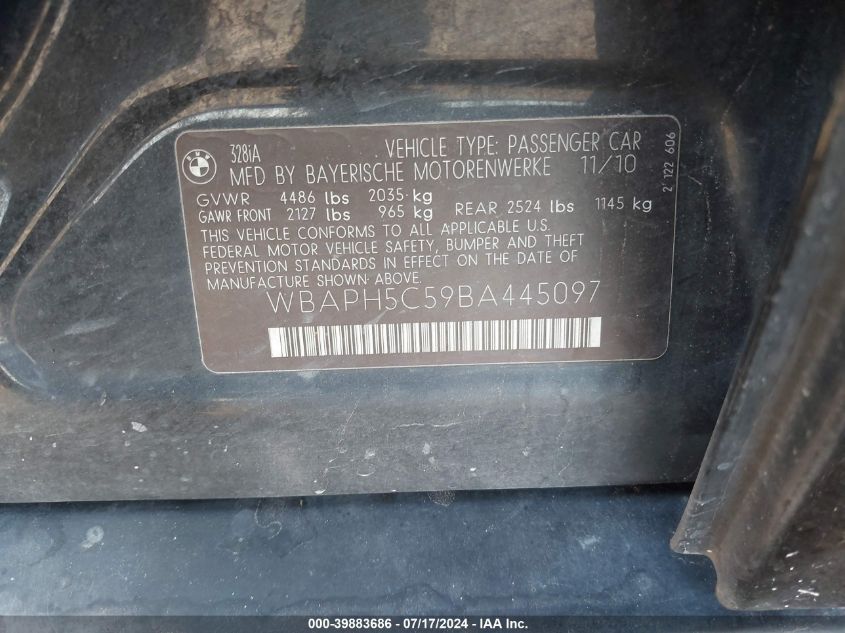 BMW
328iA VEHICLE TYPE: PASSENGER CAR
MFD BY BAYERISCHE MOTORENWERKE 11/10
GVWR 4486 lbs 2035 kg
GAWR FRONT 2127 lbs 965 kg REAR 2524 lbs 1145 kg
THIS VEHICLE CONFORMS TO ALL APPLICABLE U.S.
FEDERAL MOTOR VEHICLE SAFETY, BUMPER AND THEFT
PREVENTION STANDARDS IN EFFECT ON THE DATE OF
MANUFACTURE SHOWN ABOVE.
WBAPH5C59BA445097
2 122 606
000-39883686 - 07/17/2024 - IAA Inc.